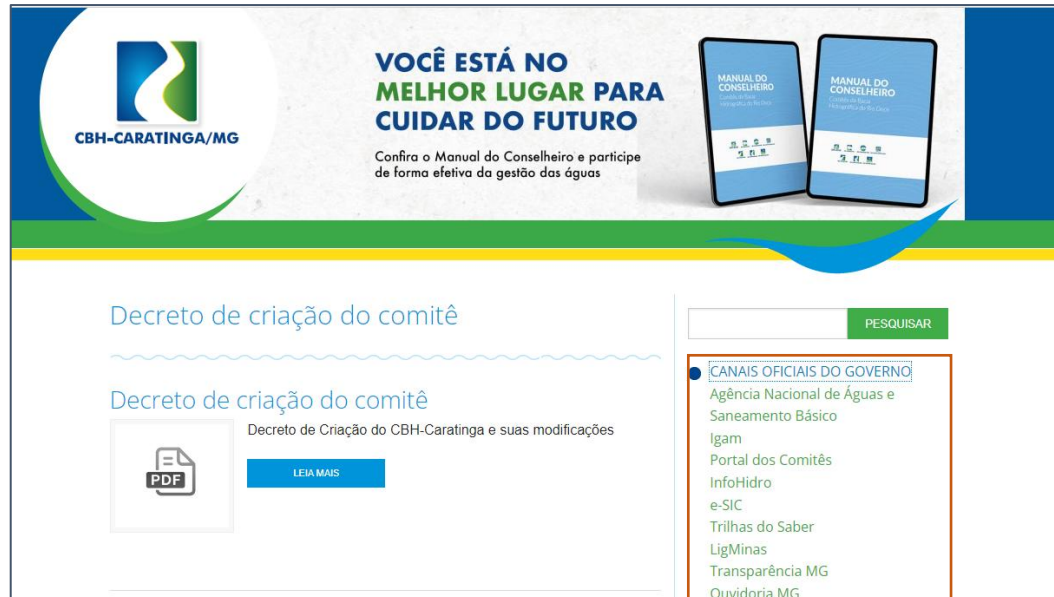 CBH-CARATINGA/MG
VOCÊ ESTÁ NO
MELHOR LUGAR PARA
CUIDAR DO FUTURO
Confira o Manual do Conselheiro e participe
de forma efetiva da gestão das águas
MANUAL DO
CONSELHEIRO
MANUAL DO
CONSELHEIRO
Decreto de criação do comitê
Decreto de criação do comitê
PDF
Decreto de Criação do CBH-Caratinga e suas modificações
LEIA MAIS
PESQUISAR
CANAIS OFICIAIS DO GOVERNO
Agência Nacional de Águas e
Saneamento Básico
Igam
Portal dos Comitês
InfoHidro
e-SIC
Trilhas do Saber
LigMinas
Transparência MG
Ouvidoria MG